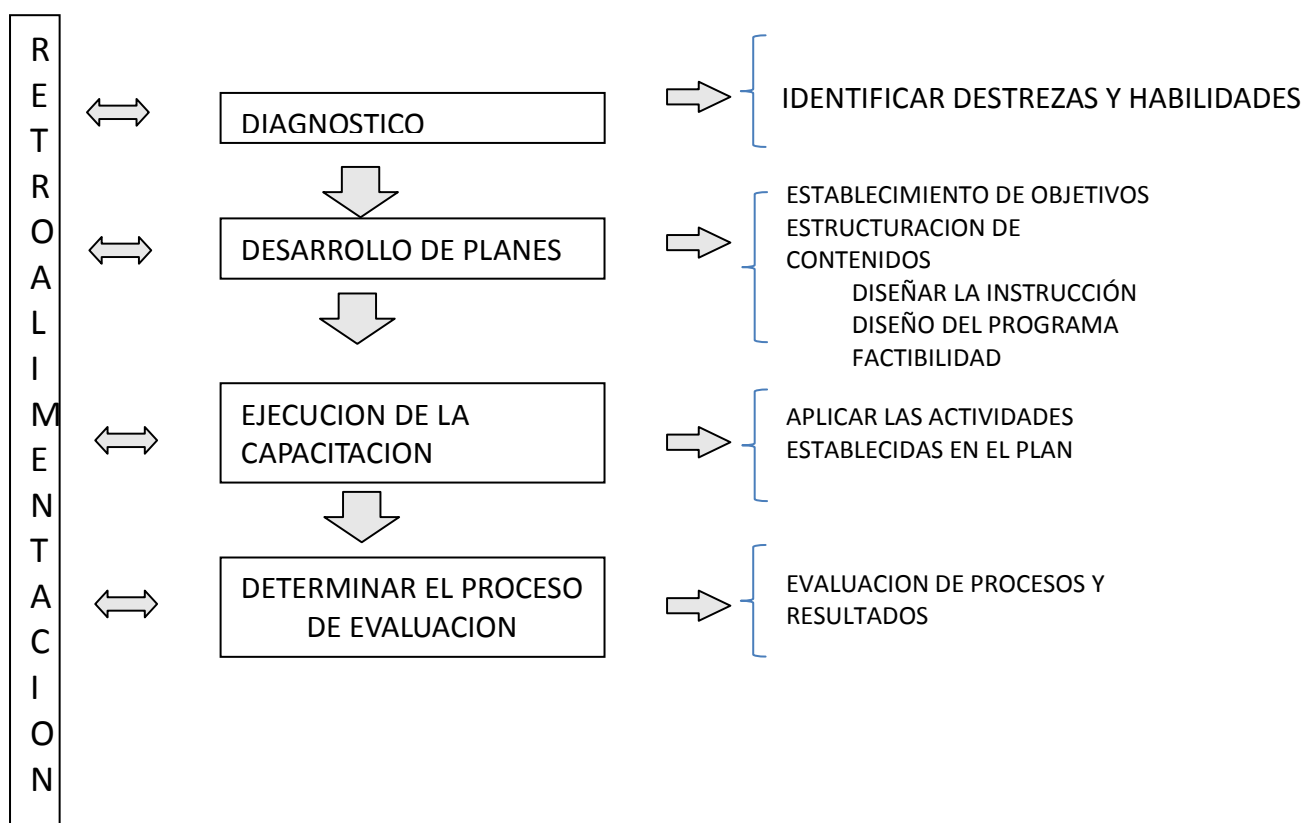 RETROALIMENTACION
DIAGNOSTICO
IDENTIFICAR DESTREZAS Y HABILIDADES
DESARROLLO DE PLANES
ESTABLECIMIENTO DE OBJETIVOS
ESTRUCTURACION DE
CONTENIDOS
DISEÑAR LA INSTRUCCIÓN
DISEÑO DEL PROGRAMA
FACTIBILIDAD
EJECUCION DE LA
CAPACITACION
APLICAR LAS ACTIVIDADES
ESTABLECIDAS EN EL PLAN
DETERMINAR EL PROCESO
DE EVALUACION
EVALUACION DE PROCESOS Y
RESULTADOS